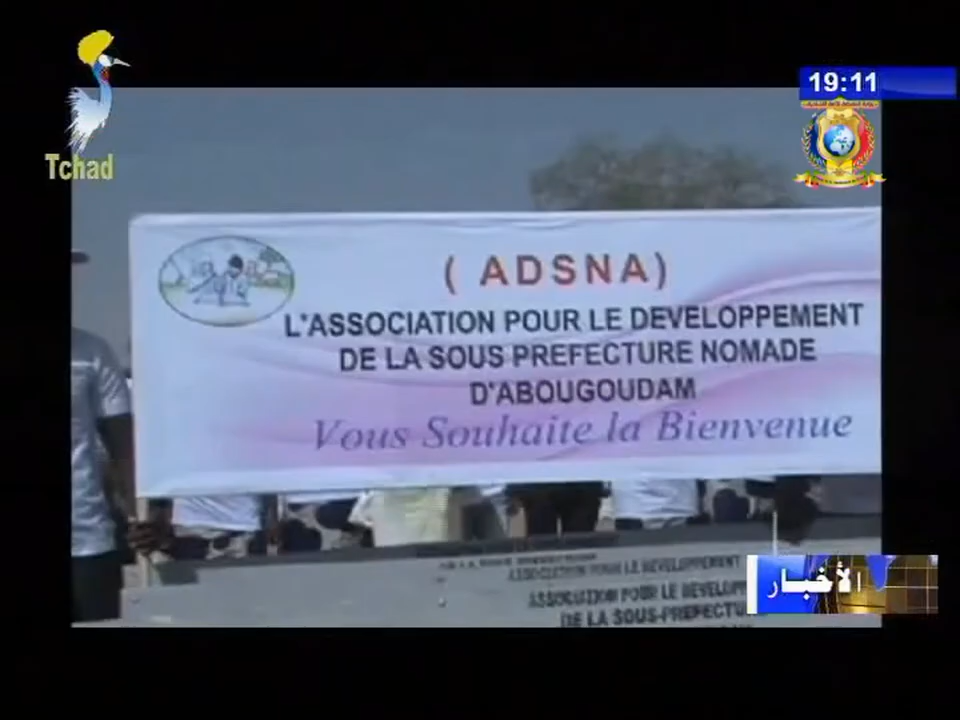 Tchad
19:11
( ADSNA)
L'ASSOCIATION POUR LE DEVELOPPEMENT
DE LA SOUS PREFECTURE NOMADE
D'ABOUGOUDAM
Vous Souhaite la Bienvenue
ASSOCIATION POUR LE DEVELOPPEMENT
ASSOCIATION POUR LE DEVELOPP
DE LA SOUS-PREFECTU
الأخبار